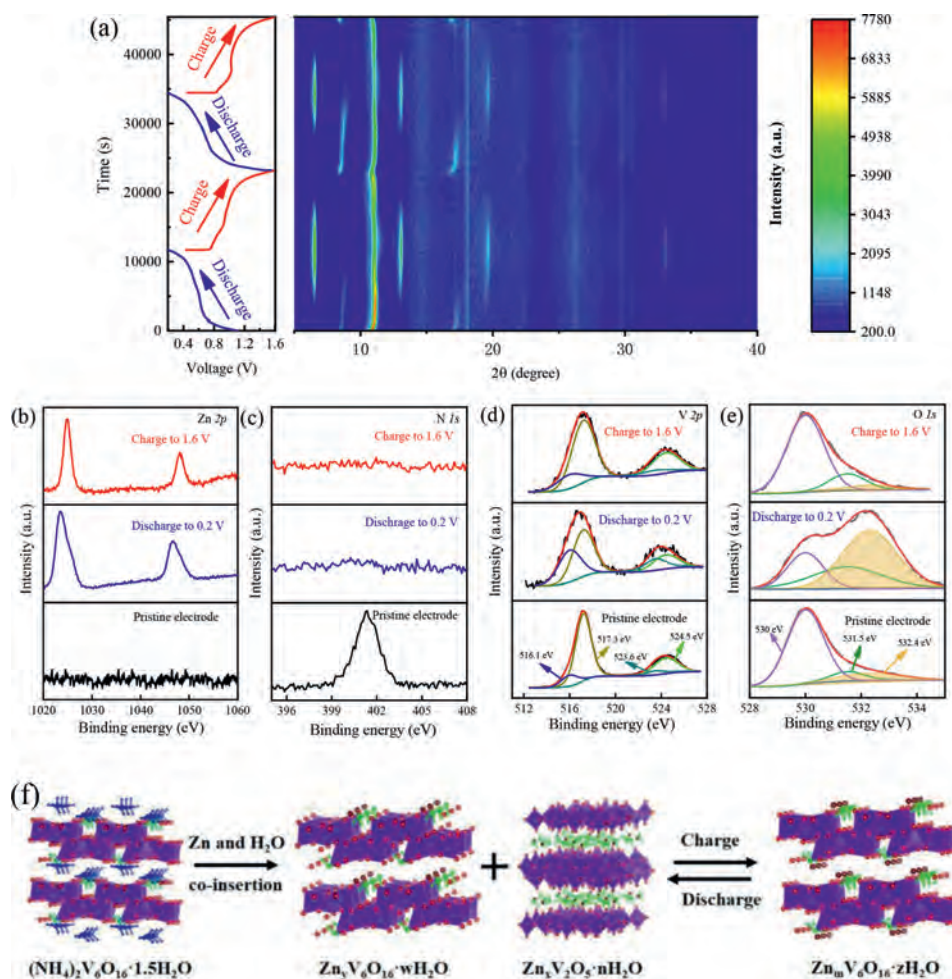 (a)
Charge
Discharge
Charge
Discharge
40000
30000
20000
10000
0
Time (s)
0.4 0.8 1.2 1.6
Voltage (V)
10 20 30 40
2θ (degree)
Intensity (a.u.)
7780
6833
5885
4938
3990
3043
2095
1148
200.0
(b)
Zn 2p
Charge to 1.6 V
Discharge to 0.2 V
Pristine electrode
Intensity (a.u.)
1020 1030 1040 1050 1060
Binding energy (eV)
(c)
N 1s
Charge to 1.6 V
Dischrage to 0.2 V
Pristine electrode
Intensity (a.u.)
396 399 402 405 408
Binding energy (eV)
(d)
V 2p
Charge to 1.6 V
Discharge to 0.2 V
Pristine electrode
516.1 eV
517.3 eV
523.6 eV
524.5 eV
Intensity (a.u.)
512 516 520 524 528
Binding energy (eV)
(e)
O 1s
Charge to 1.6 V
Discharge to 0.2 V
Pristine electrode
530 eV
531.5 eV
532.4 eV
Intensity (a.u.)
528 530 532 534
Binding energy (eV)
(f)
Zn and H₂O
co-insertion
+
Charge
Discharge
(NH₄)₂V₆O₁₆·1.5H₂O
V₆O₁₆·wH₂O
V₂O₅·nH₂O
ZnₘV₆O₁₆·zH₂O